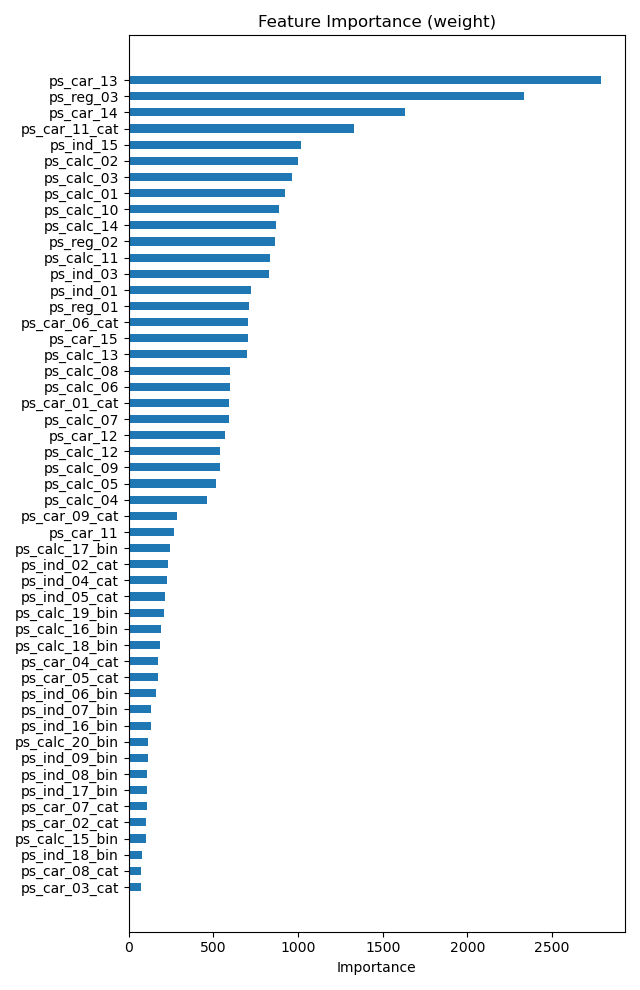 Feature Importance (weight)
ps_car_13
ps_reg_03
ps_car_14
ps_car_11_cat
ps_ind_15
ps_calc_02
ps_calc_03
ps_calc_01
ps_calc_10
ps_calc_14
ps_reg_02
ps_calc_11
ps_ind_03
ps_ind_01
ps_reg_01
ps_car_06_cat
ps_car_15
ps_calc_13
ps_calc_08
ps_calc_06
ps_car_01_cat
ps_calc_07
ps_car_12
ps_calc_12
ps_calc_09
ps_calc_05
ps_calc_04
ps_car_09_cat
ps_car_11
ps_calc_17_bin
ps_ind_02_cat
ps_ind_04_cat
ps_ind_05_cat
ps_calc_19_bin
ps_calc_16_bin
ps_calc_18_bin
ps_car_04_cat
ps_car_05_cat
ps_ind_06_bin
ps_ind_07_bin
ps_ind_16_bin
ps_calc_20_bin
ps_ind_09_bin
ps_ind_08_bin
ps_ind_17_bin
ps_car_07_cat
ps_car_02_cat
ps_calc_15_bin
ps_ind_18_bin
ps_car_08_cat
ps_car_03_cat
0 500 1000 1500 2000 2500
Importance